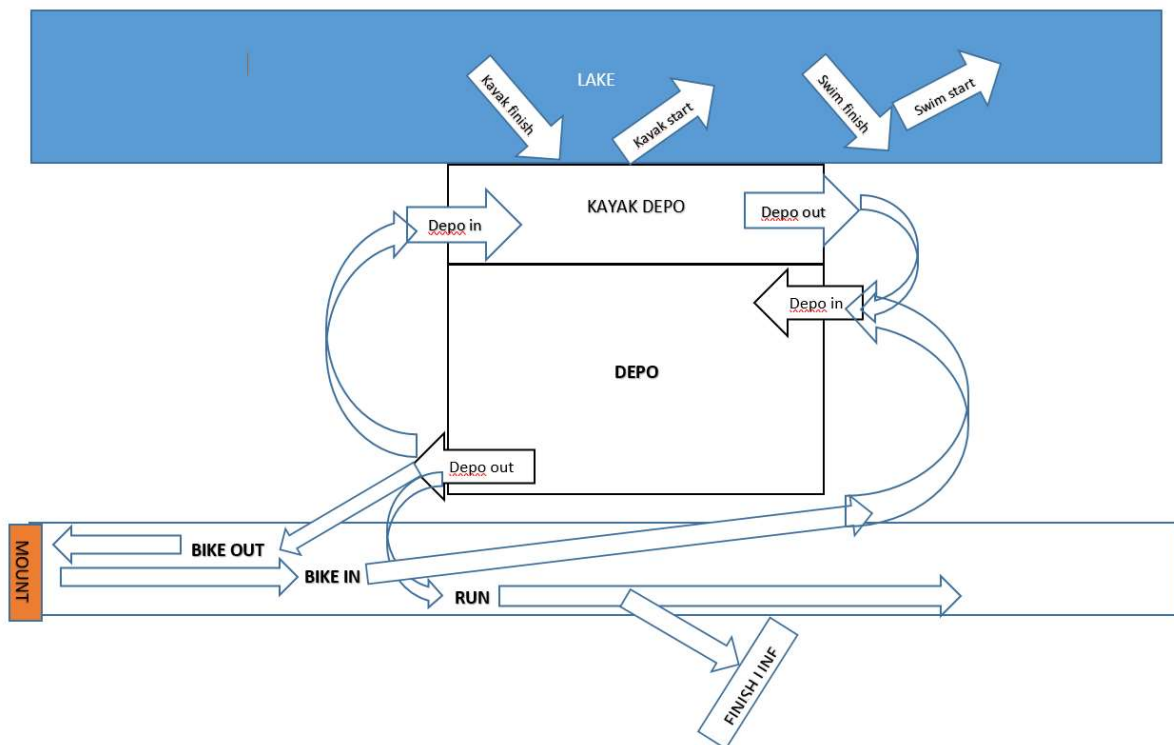 LAKE
Kayak finish
Kayak start
Swim finish
Swim start
KAYAK DEPO
Depo in
Depo out
Depo in
DEPO
Depo out
MOUNT
BIKE OUT
BIKE IN
RUN
FINISH LINE